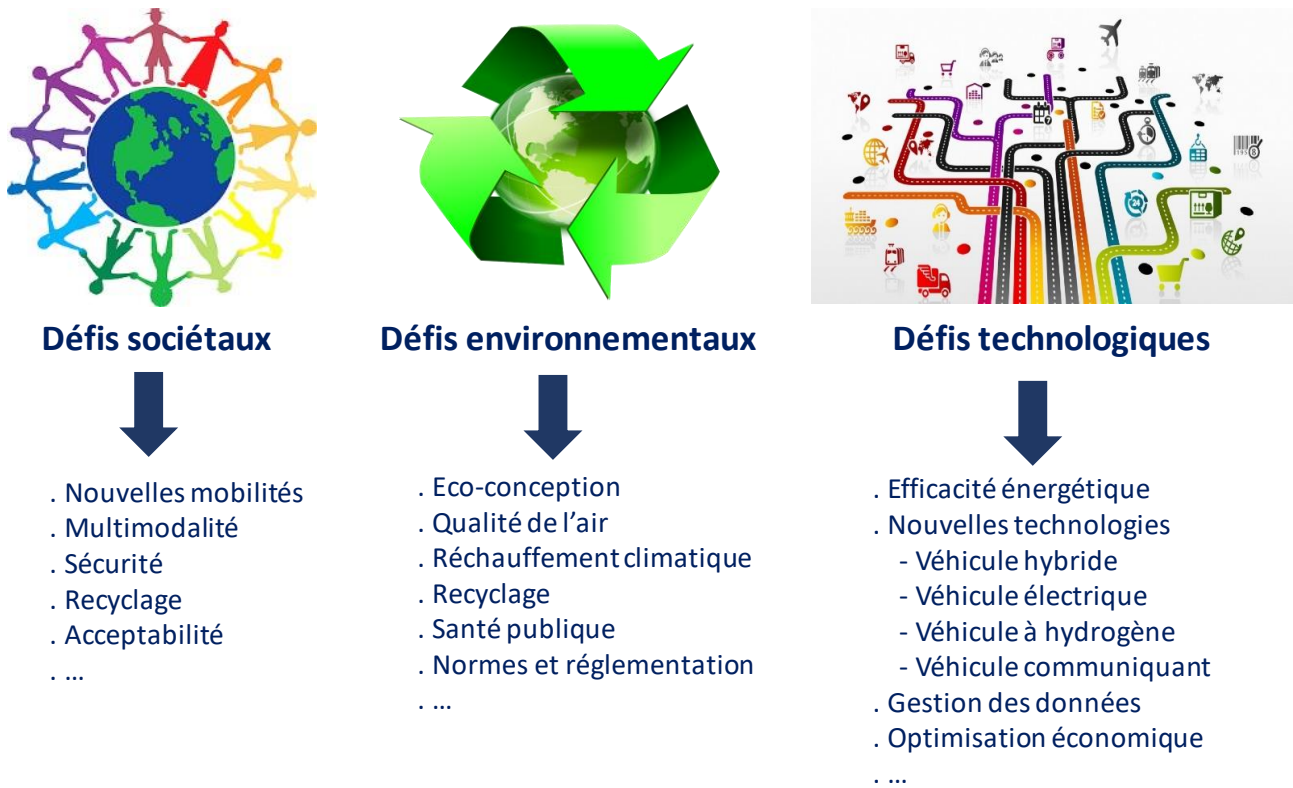 Défis sociétaux
. Nouvelles mobilités
. Multimodalité
. Sécurité
. Recyclage
. Acceptabilité
. …
Défis environnementaux
. Eco-conception
. Qualité de l’air
. Réchauffement climatique
. Recyclage
. Santé publique
. Normes et réglementation
. …
Défis technologiques
. Efficacité énergétique
. Nouvelles technologies
- Véhicule hybride
- Véhicule électrique
- Véhicule à hydrogène
- Véhicule communiquant
. Gestion des données
. Optimisation économique
. …
24